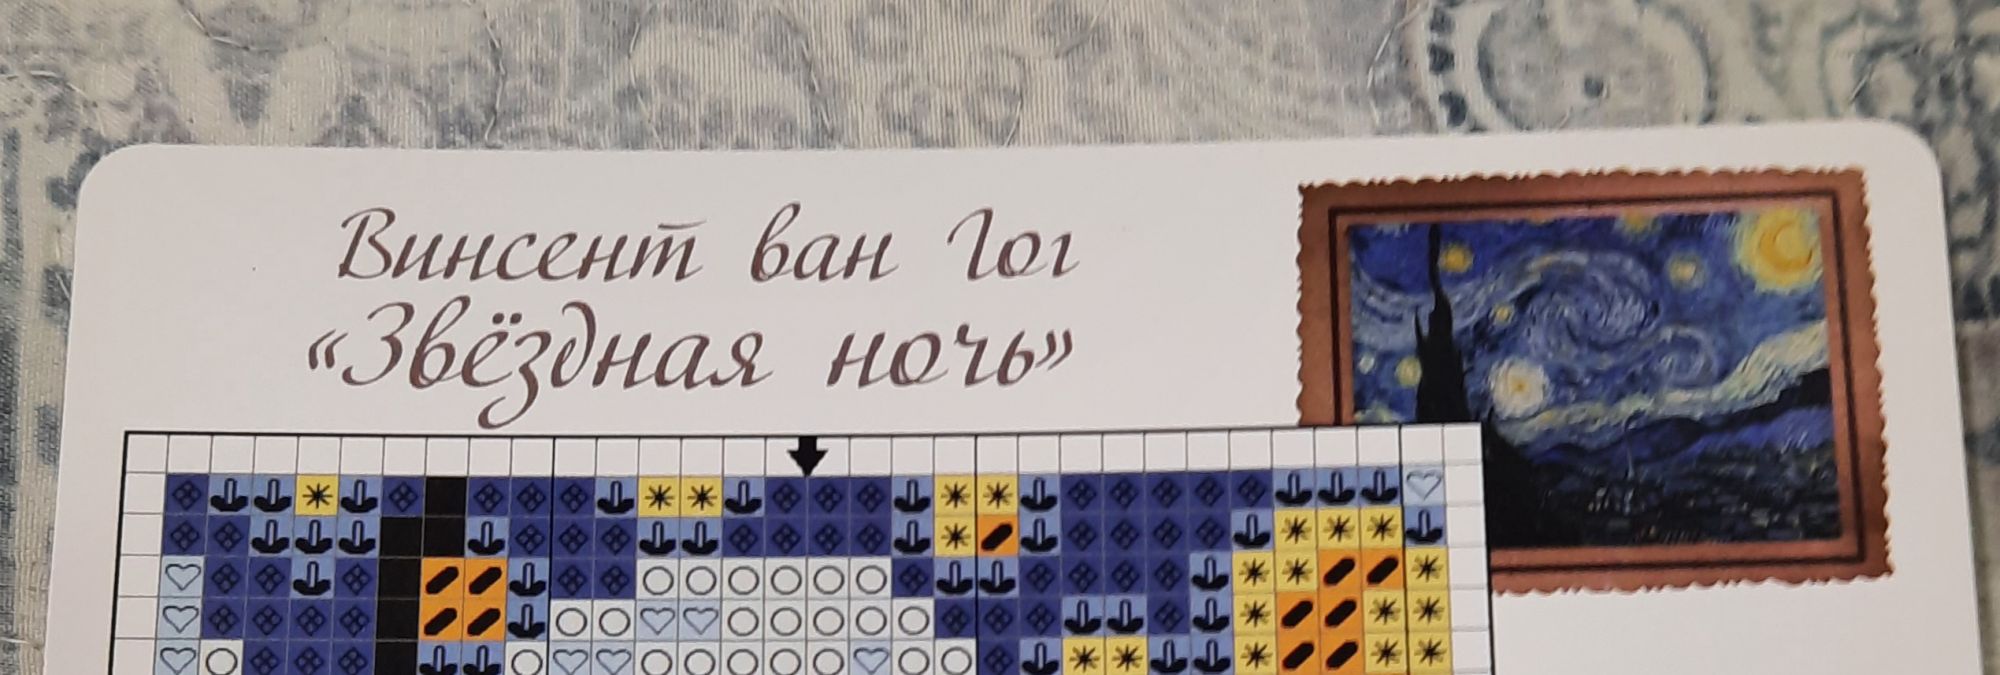 Винсент ван Гог
«Звёздная ночь»